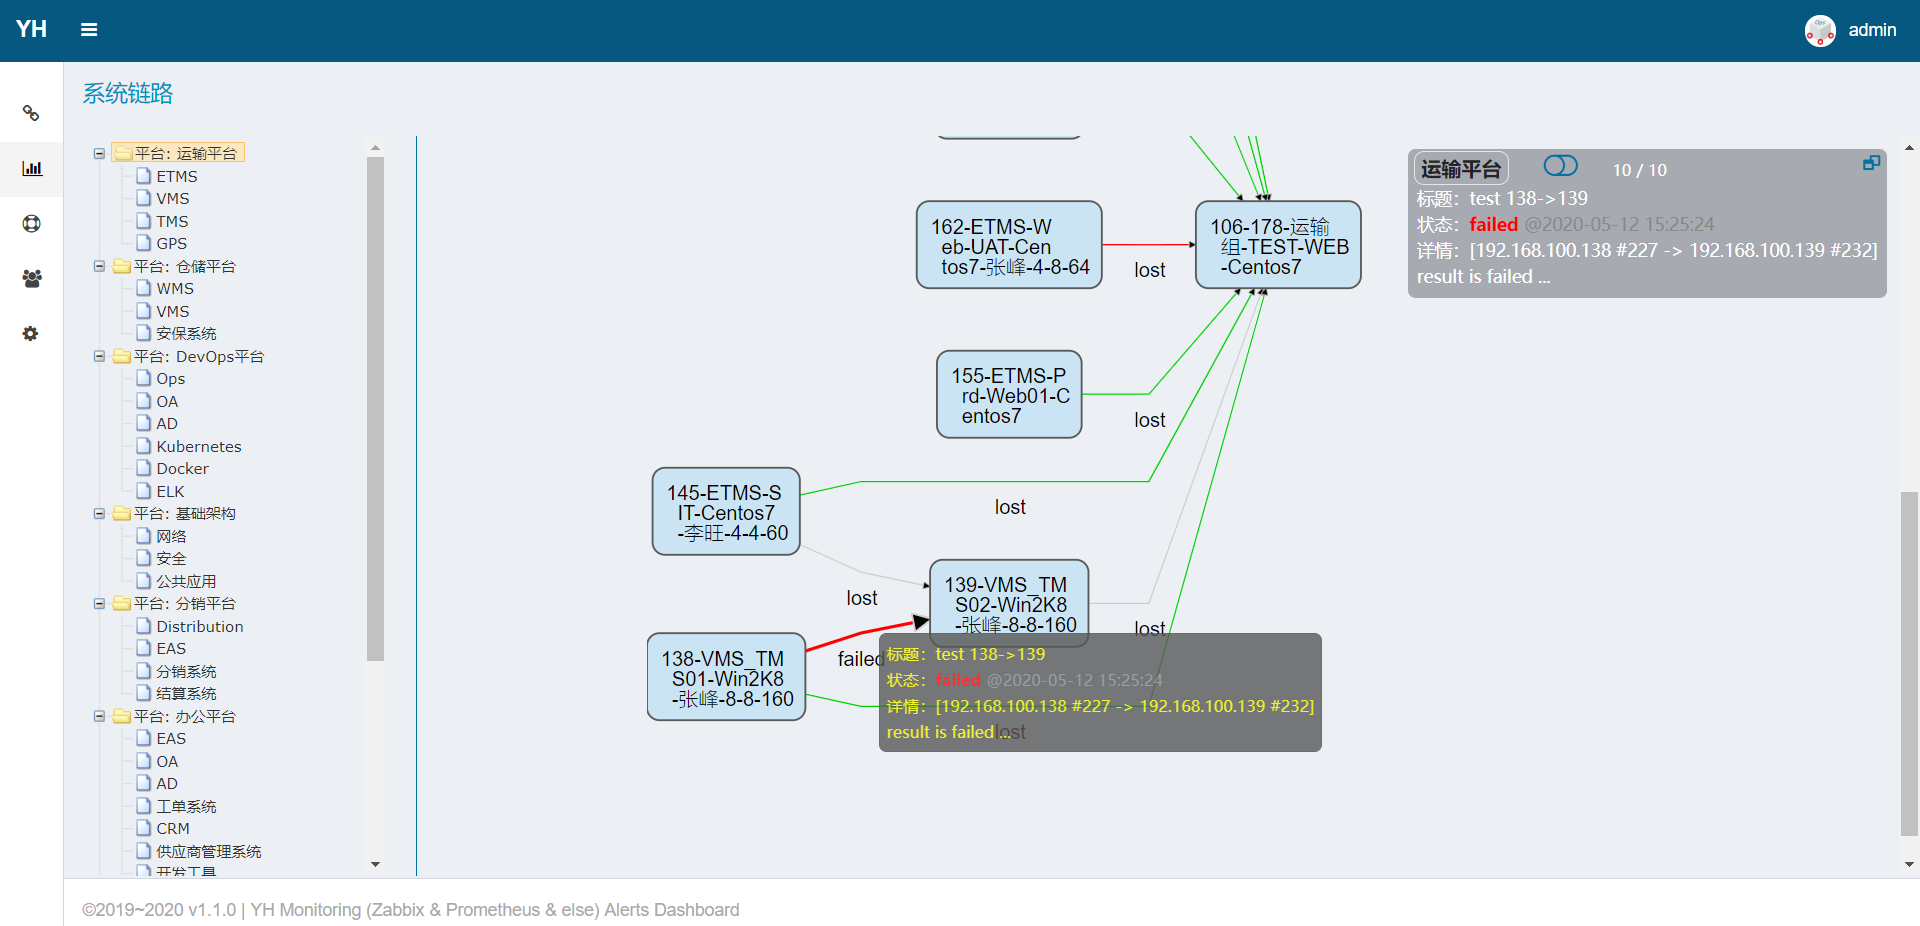 YH
admin
系统链路
平台: 运输平台
ETMS
VMS
TMS
GPS
平台: 仓储平台
WMS
VMS
安保系统
平台: DevOps平台
Ops
OA
AD
Kubernetes
Docker
ELK
平台: 基础架构
网络
安全
公共应用
平台: 分销平台
Distribution
EAS
分销系统
结算系统
平台: 办公平台
EAS
OA
AD
工单系统
CRM
供应商管理系统
开发工具
162-ETMS-W
eb-UAT-Cen
tos7-张峰-4-8-64
lost
106-178-运输
组-TEST-WEB
-Centos7
155-ETMS-P
rd-Web01-C
entos7
lost
145-ETMS-S
IT-Centos7
-李旺-4-4-60
lost
139-VMS_TM
S02-Win2K8
-张峰-8-8-160
lost
lost
138-VMS_TM
S01-Win2K8
-张峰-8-8-160
failed
标题: test 138->139
状态: failed @2020-05-12 15:25:24
详情: [192.168.100.138 #227 -> 192.168.100.139 #232]
result is failed ...
lost
运输平台 10 / 10
标题: test 138->139
状态: failed @2020-05-12 15:25:24
详情: [192.168.100.138 #227 -> 192.168.100.139 #232]
result is failed ...
©2019~2020 v1.1.0 | YH Monitoring (Zabbix & Prometheus & else) Alerts Dashboard